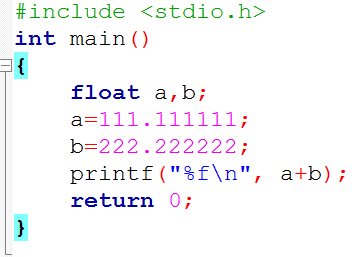 #include <stdio.h>
int main()
{
    float a,b;
    a=111.111111;
    b=222.222222;
    printf("%f\n", a+b);
    return 0;
}